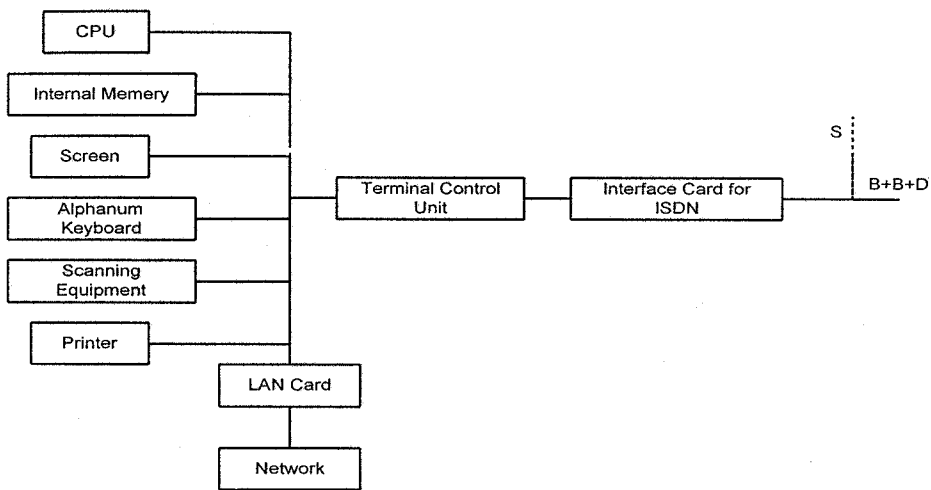 CPU
Internal Memery
Screen
Alphanum
Keyboard
Scanning
Equipment
Printer
LAN Card
Network
Terminal Control
Unit
Interface Card for
ISDN
S
B+B+D